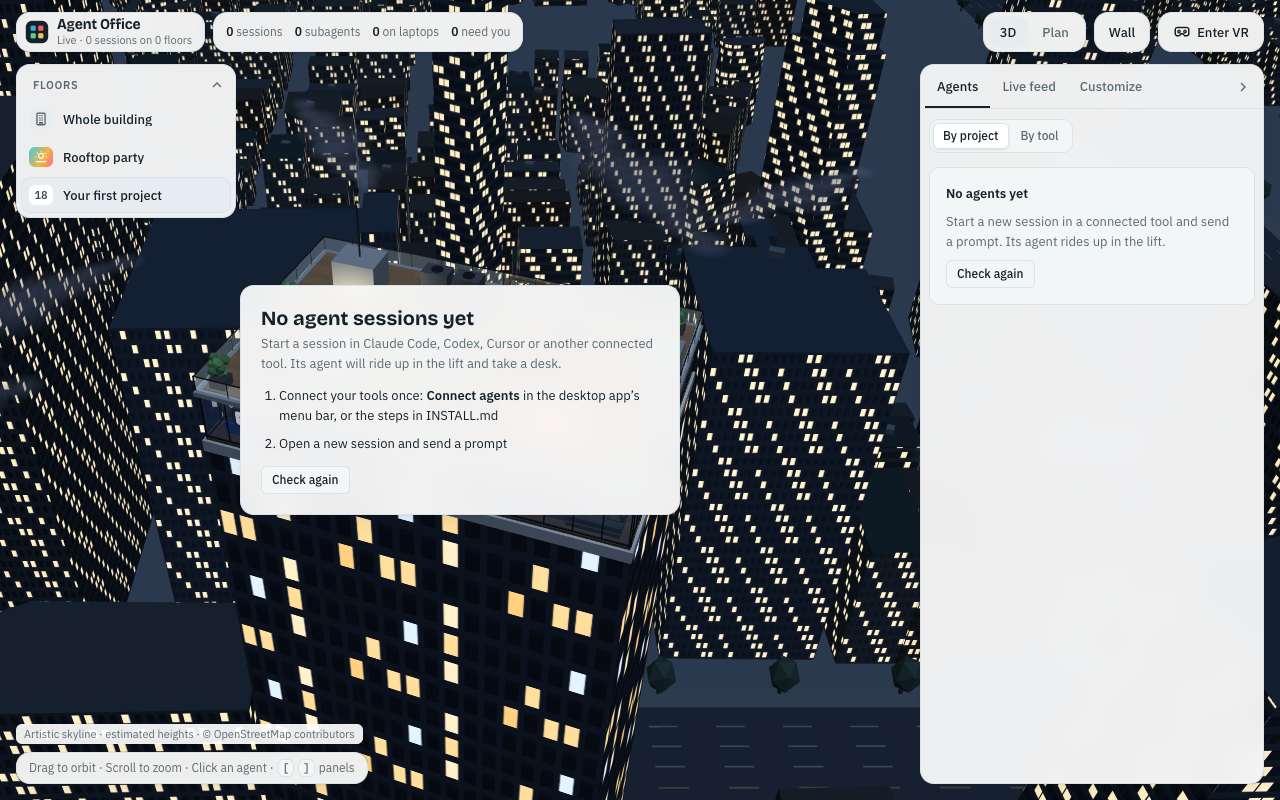 Agent Office
Live · 0 sessions on 0 floors
0 sessions 0 subagents 0 on laptops 0 need you
3D Plan
Wall
Enter VR
FLOORS
Whole building
Rooftop party
18 Your first project
Agents Live feed Customize
By project By tool
No agents yet
Start a new session in a connected tool and send
a prompt. Its agent rides up in the lift.
Check again
No agent sessions yet
Start a session in Claude Code, Codex, Cursor or another connected
tool. Its agent will ride up in the lift and take a desk.
1. Connect your tools once: Connect agents in the desktop app’s
menu bar, or the steps in INSTALL.md
2. Open a new session and send a prompt
Check again
Artistic skyline · estimated heights · © OpenStreetMap contributors
Drag to orbit · Scroll to zoom · Click an agent · [ ] panels